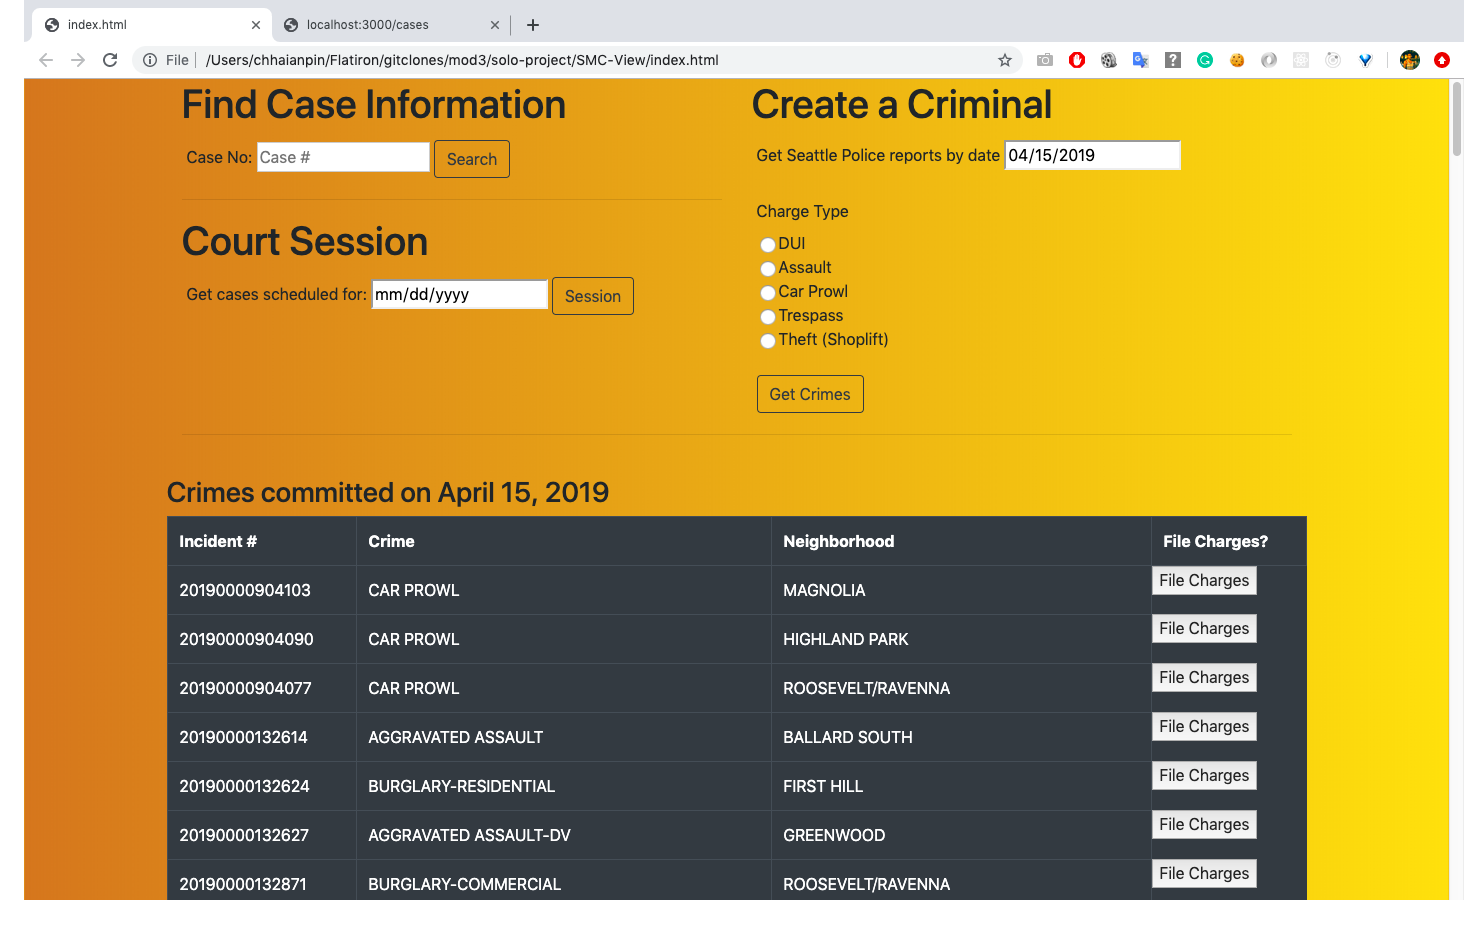 index.html
localhost:3000/cases
File
/Users/chhaianpin/Flatiron/gitclones/mod3/solo-project/SMC-View/index.html
Find Case Information
Case No: Case # Search
Court Session
Get cases scheduled for: mm/dd/yyyy Session
Create a Criminal
Get Seattle Police reports by date 04/15/2019
Charge Type
DUI
Assault
Car Prowl
Trespass
Theft (Shoplift)
Get Crimes
Crimes committed on April 15, 2019
Incident # Crime Neighborhood File Charges?
20190000904103 CAR PROWL MAGNOLIA File Charges
20190000904090 CAR PROWL HIGHLAND PARK File Charges
20190000904077 CAR PROWL ROOSEVELT/RAVENNA File Charges
20190000132614 AGGRAVATED ASSAULT BALLARD SOUTH File Charges
20190000132624 BURGLARY-RESIDENTIAL FIRST HILL File Charges
20190000132627 AGGRAVATED ASSAULT-DV GREENWOOD File Charges
20190000132871 BURGLARY-COMMERCIAL ROOSEVELT/RAVENNA File Charges